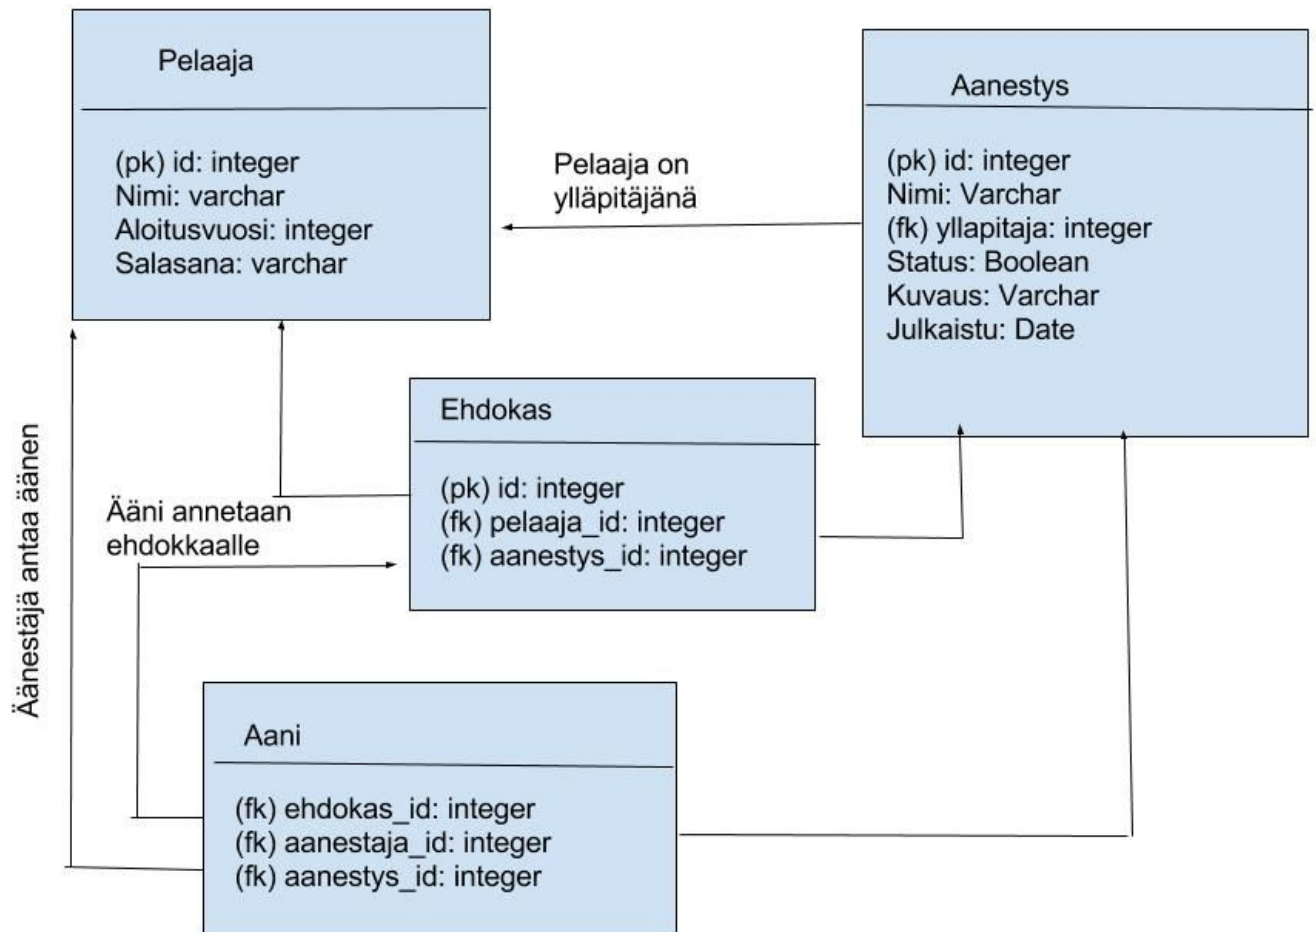 Pelaaja
(pk) id: integer
Nimi: varchar
Aloitusvuosi: integer
Salasana: varchar
Pelaaja on
ylläpitäjänä
Aanestys
(pk) id: integer
Nimi: Varchar
(fk) yllapitaja: integer
Status: Boolean
Kuvaus: Varchar
Julkaistu: Date
Ehdokas
(pk) id: integer
(fk) pelaaja_id: integer
(fk) aanestys_id: integer
Ääni annetaan
ehdokkaalle
Äänestäjä antaa äänen
Aani
(fk) ehdokas_id: integer
(fk) aanestaja_id: integer
(fk) aanestys_id: integer